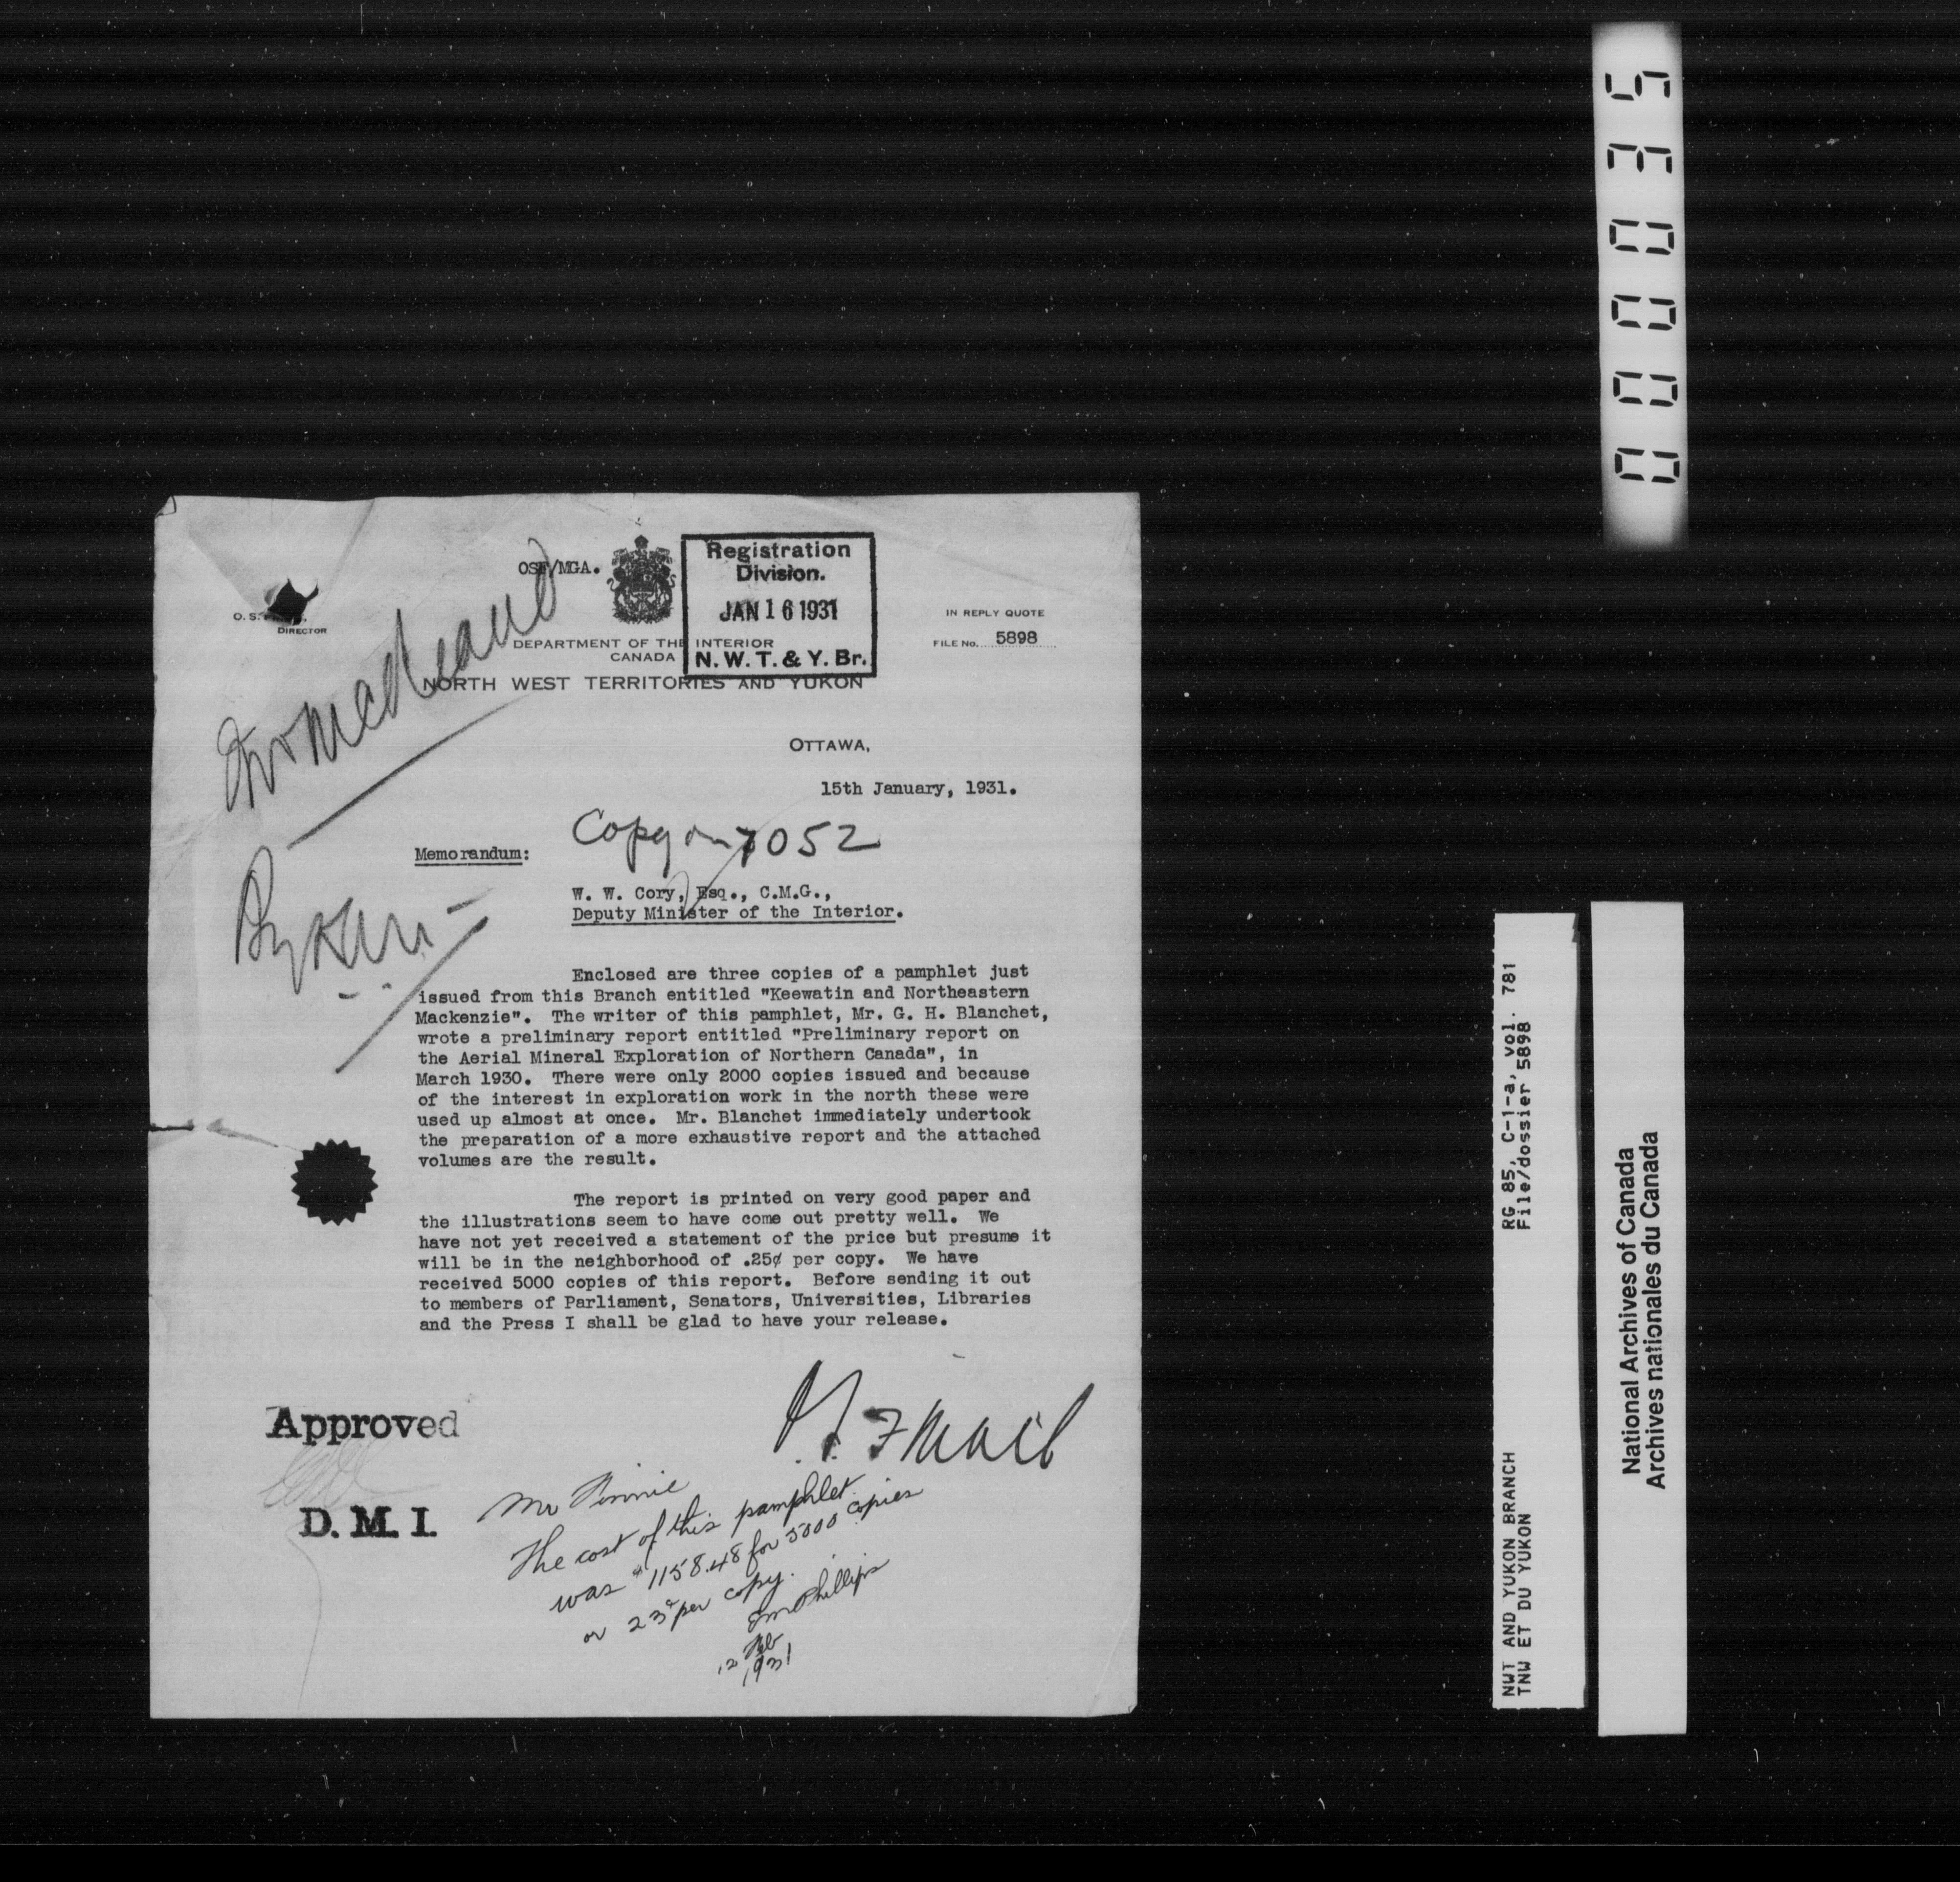 OSF/MGA.
Registration
Division.
JAN 16 1931
N. W. T. & Y. Br.
O. S.
DIRECTOR
IN REPLY QUOTE
FILE No. 5898
DEPARTMENT OF THE INTERIOR
CANADA
NORTH WEST TERRITORIES AND YUKON
OTTAWA,
15th January, 1931.
Copy on 7052
Memorandum:
W. W. Cory, Esq., C.M.G.,
Deputy Minister of the Interior.
Enclosed are three copies of a pamphlet just
issued from this Branch entitled "Keewatin and Northeastern
Mackenzie". The writer of this pamphlet, Mr. G. H. Blanchet,
wrote a preliminary report entitled "Preliminary report on
the Aerial Mineral Exploration of Northern Canada", in
March 1930. There were only 2000 copies issued and because
of the interest in exploration work in the north these were
used up almost at once. Mr. Blanchet immediately undertook
the preparation of a more exhaustive report and the attached
volumes are the result.
The report is printed on very good paper and
the illustrations seem to have come out pretty well. We
have not yet received a statement of the price but presume it
will be in the neighborhood of .25¢ per copy. We have
received 5000 copies of this report. Before sending it out
to members of Parliament, Senators, Universities, Libraries
and the Press I shall be glad to have your release.
Approved
D. M. I.
Mr Finnie
The cost of this pamphlet
was $1158.48 for 5000 copies
or 23¢ per copy.
Phillips
12 Feb
1931
000035
RG 85, C-1-a, vol. 781
File/dossier 5898
NWT AND YUKON BRANCH
TNW ET DU YUKON
National Archives of Canada
Archives nationales du Canada